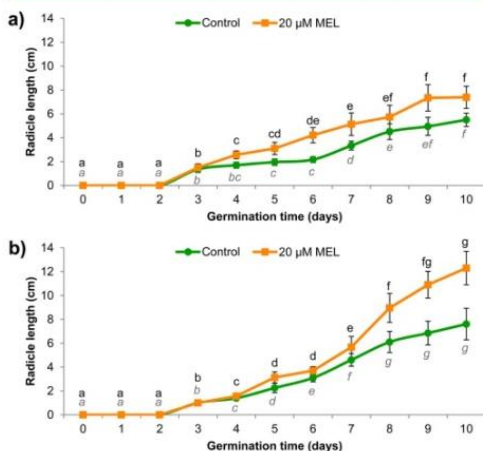 a)
Control 20 µM MEL
Radicle length (cm)
14
12
10
8
6
4
2
0
a a a b c cd de e ef f f
a a a b bc c c d e ef f
0 1 2 3 4 5 6 7 8 9 10
Germination time (days)
b)
Control 20 µM MEL
Radicle length (cm)
14
12
10
8
6
4
2
0
a a a b c d d e f fg g
a a a b c d e f g g g
0 1 2 3 4 5 6 7 8 9 10
Germination time (days)